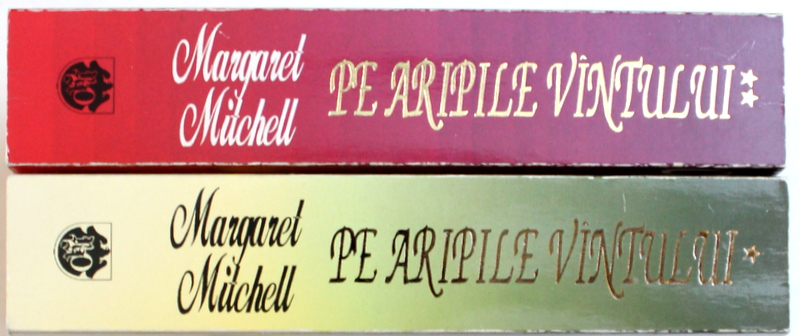 Margaret
Mitchell
PE ARIPILE VÎNTULUI**
Margaret
Mitchell
PE ARIPILE VÎNTULUI*